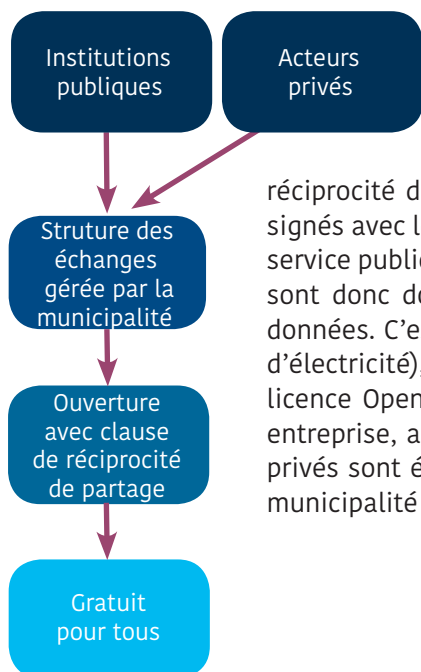 Institutions
publiques
Acteurs
privés
Struture des
échanges
gérée par la
municipalité
Ouverture
avec clause
de réciprocité
de partage
Gratuit
pour tous
réciprocité d
signés avec l
service public
sont donc do
données. C’e
d’électricité),
licence Open
entreprise, a
privés sont é
municipalité